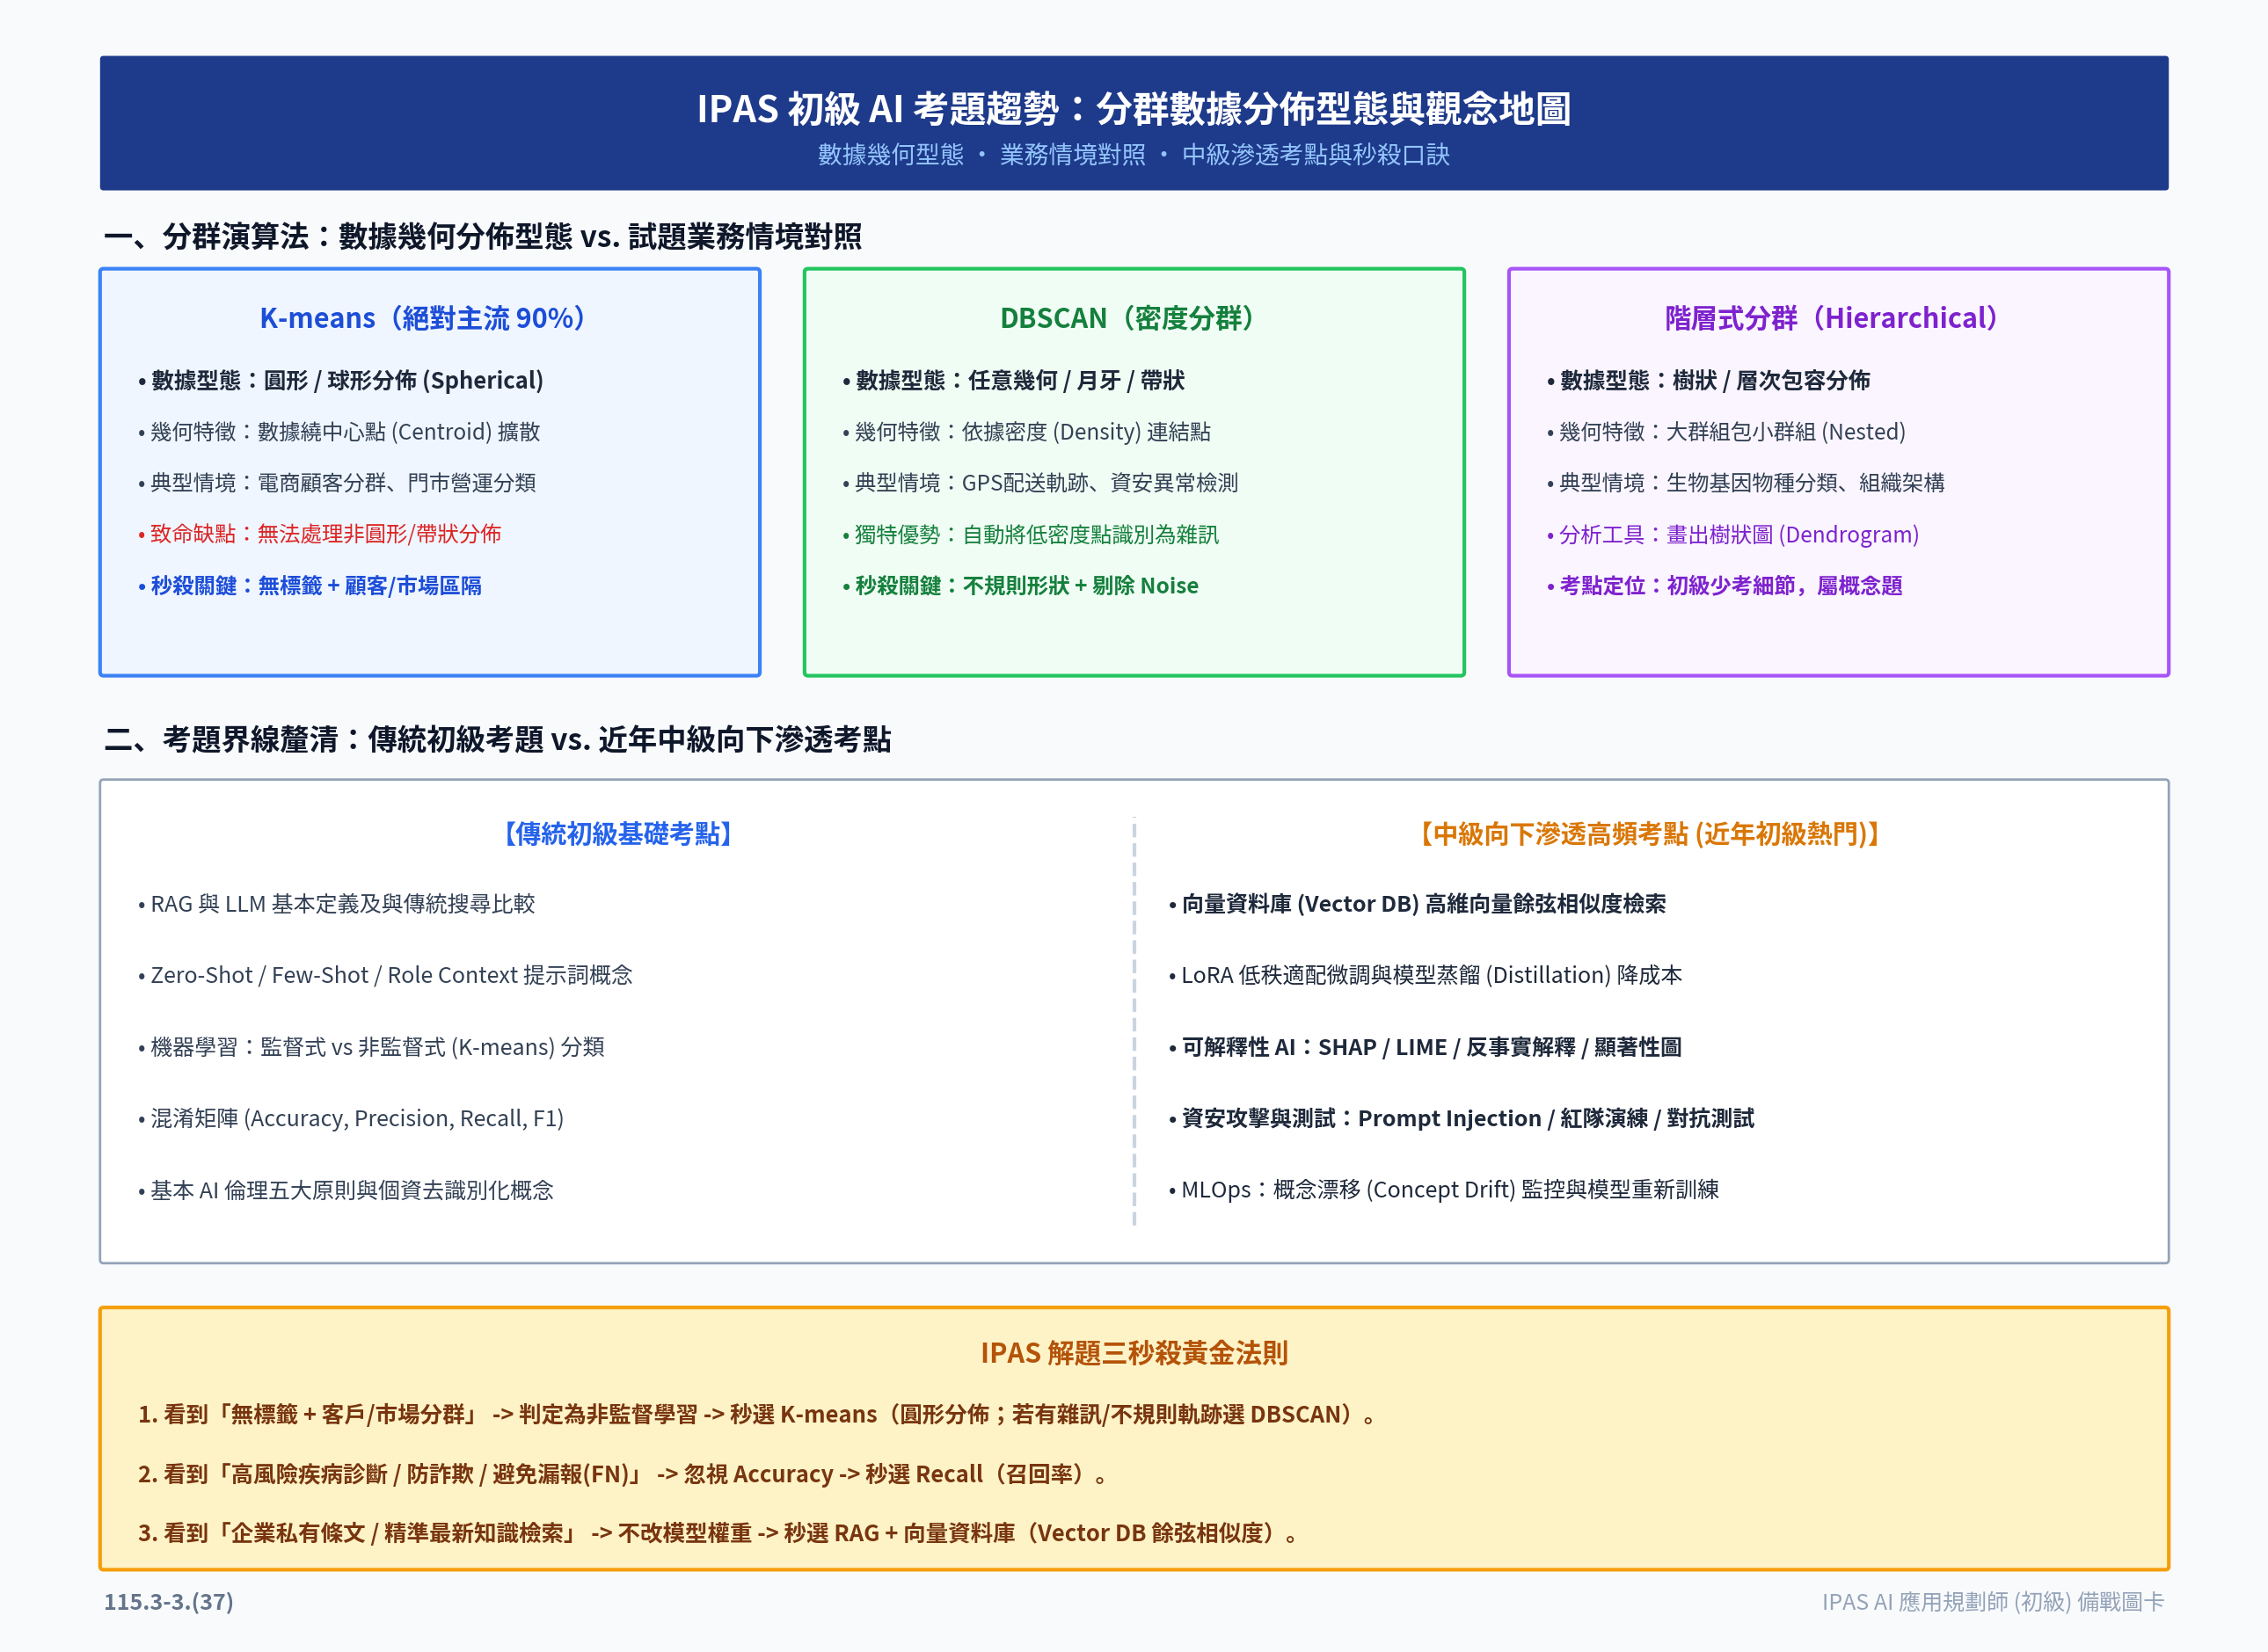 IPAS 初級 AI 考題趨勢：分群數據分佈型態與觀念地圖
數據幾何型態 · 業務情境對照 · 中級滲透考點與秒殺口訣
一、分群演算法：數據幾何分佈型態 vs. 試題業務情境對照
K-means（絕對主流 90%）
• 數據型態：圓形 / 球形分佈 (Spherical)
• 幾何特徵：數據繞中心點 (Centroid) 擴散
• 典型情境：電商顧客分群、門市營運分類
• 致命缺點：無法處理非圓形/帶狀分佈
• 秒殺關鍵：無標籤 + 顧客/市場區隔
DBSCAN（密度分群）
• 數據型態：任意幾何 / 月牙 / 帶狀
• 幾何特徵：依據密度 (Density) 連結點
• 典型情境：GPS配送軌跡、資安異常檢測
• 獨特優勢：自動將低密度點識別為雜訊
• 秒殺關鍵：不規則形狀 + 剔除 Noise
階層式分群（Hierarchical）
• 數據型態：樹狀 / 層次包容分佈
• 幾何特徵：大群組包小群組 (Nested)
• 典型情境：生物基因物種分類、組織架構
• 分析工具：畫出樹狀圖 (Dendrogram)
• 考點定位：初級少考細節，屬概念題
二、考題界線釐清：傳統初級考題 vs. 近年中級向下滲透考點
【傳統初級基礎考點】
• RAG 與 LLM 基本定義及與傳統搜尋比較
• Zero-Shot / Few-Shot / Role Context 提示詞概念
• 機器學習：監督式 vs 非監督式 (K-means) 分類
• 混淆矩陣 (Accuracy, Precision, Recall, F1)
• 基本 AI 倫理五大原則與個資去識別化概念
【中級向下滲透高頻考點 (近年初級熱門)】
• 向量資料庫 (Vector DB) 高維向量餘弦相似度檢索
• LoRA 低秩適配微調與模型蒸餾 (Distillation) 降成本
• 可解釋性 AI：SHAP / LIME / 反事實解釋 / 顯著性圖
• 資安攻擊與測試：Prompt Injection / 紅隊演練 / 對抗測試
• MLOps：概念漂移 (Concept Drift) 監控與模型重新訓練
IPAS 解題三秒殺黃金法則
1. 看到「無標籤 + 客戶/市場分群」 -> 判定為非監督學習 -> 秒選 K-means（圓形分佈；若有雜訊/不規則軌跡選 DBSCAN）。
2. 看到「高風險疾病診斷 / 防詐欺 / 避免漏報(FN)」 -> 忽視 Accuracy -> 秒選 Recall（召回率）。
3. 看到「企業私有條文 / 精準最新知識檢索」 -> 不改模型權重 -> 秒選 RAG + 向量資料庫（Vector DB 餘弦相似度）。
115.3-3.(37)
IPAS AI 應用規劃師 (初級) 備戰圖卡